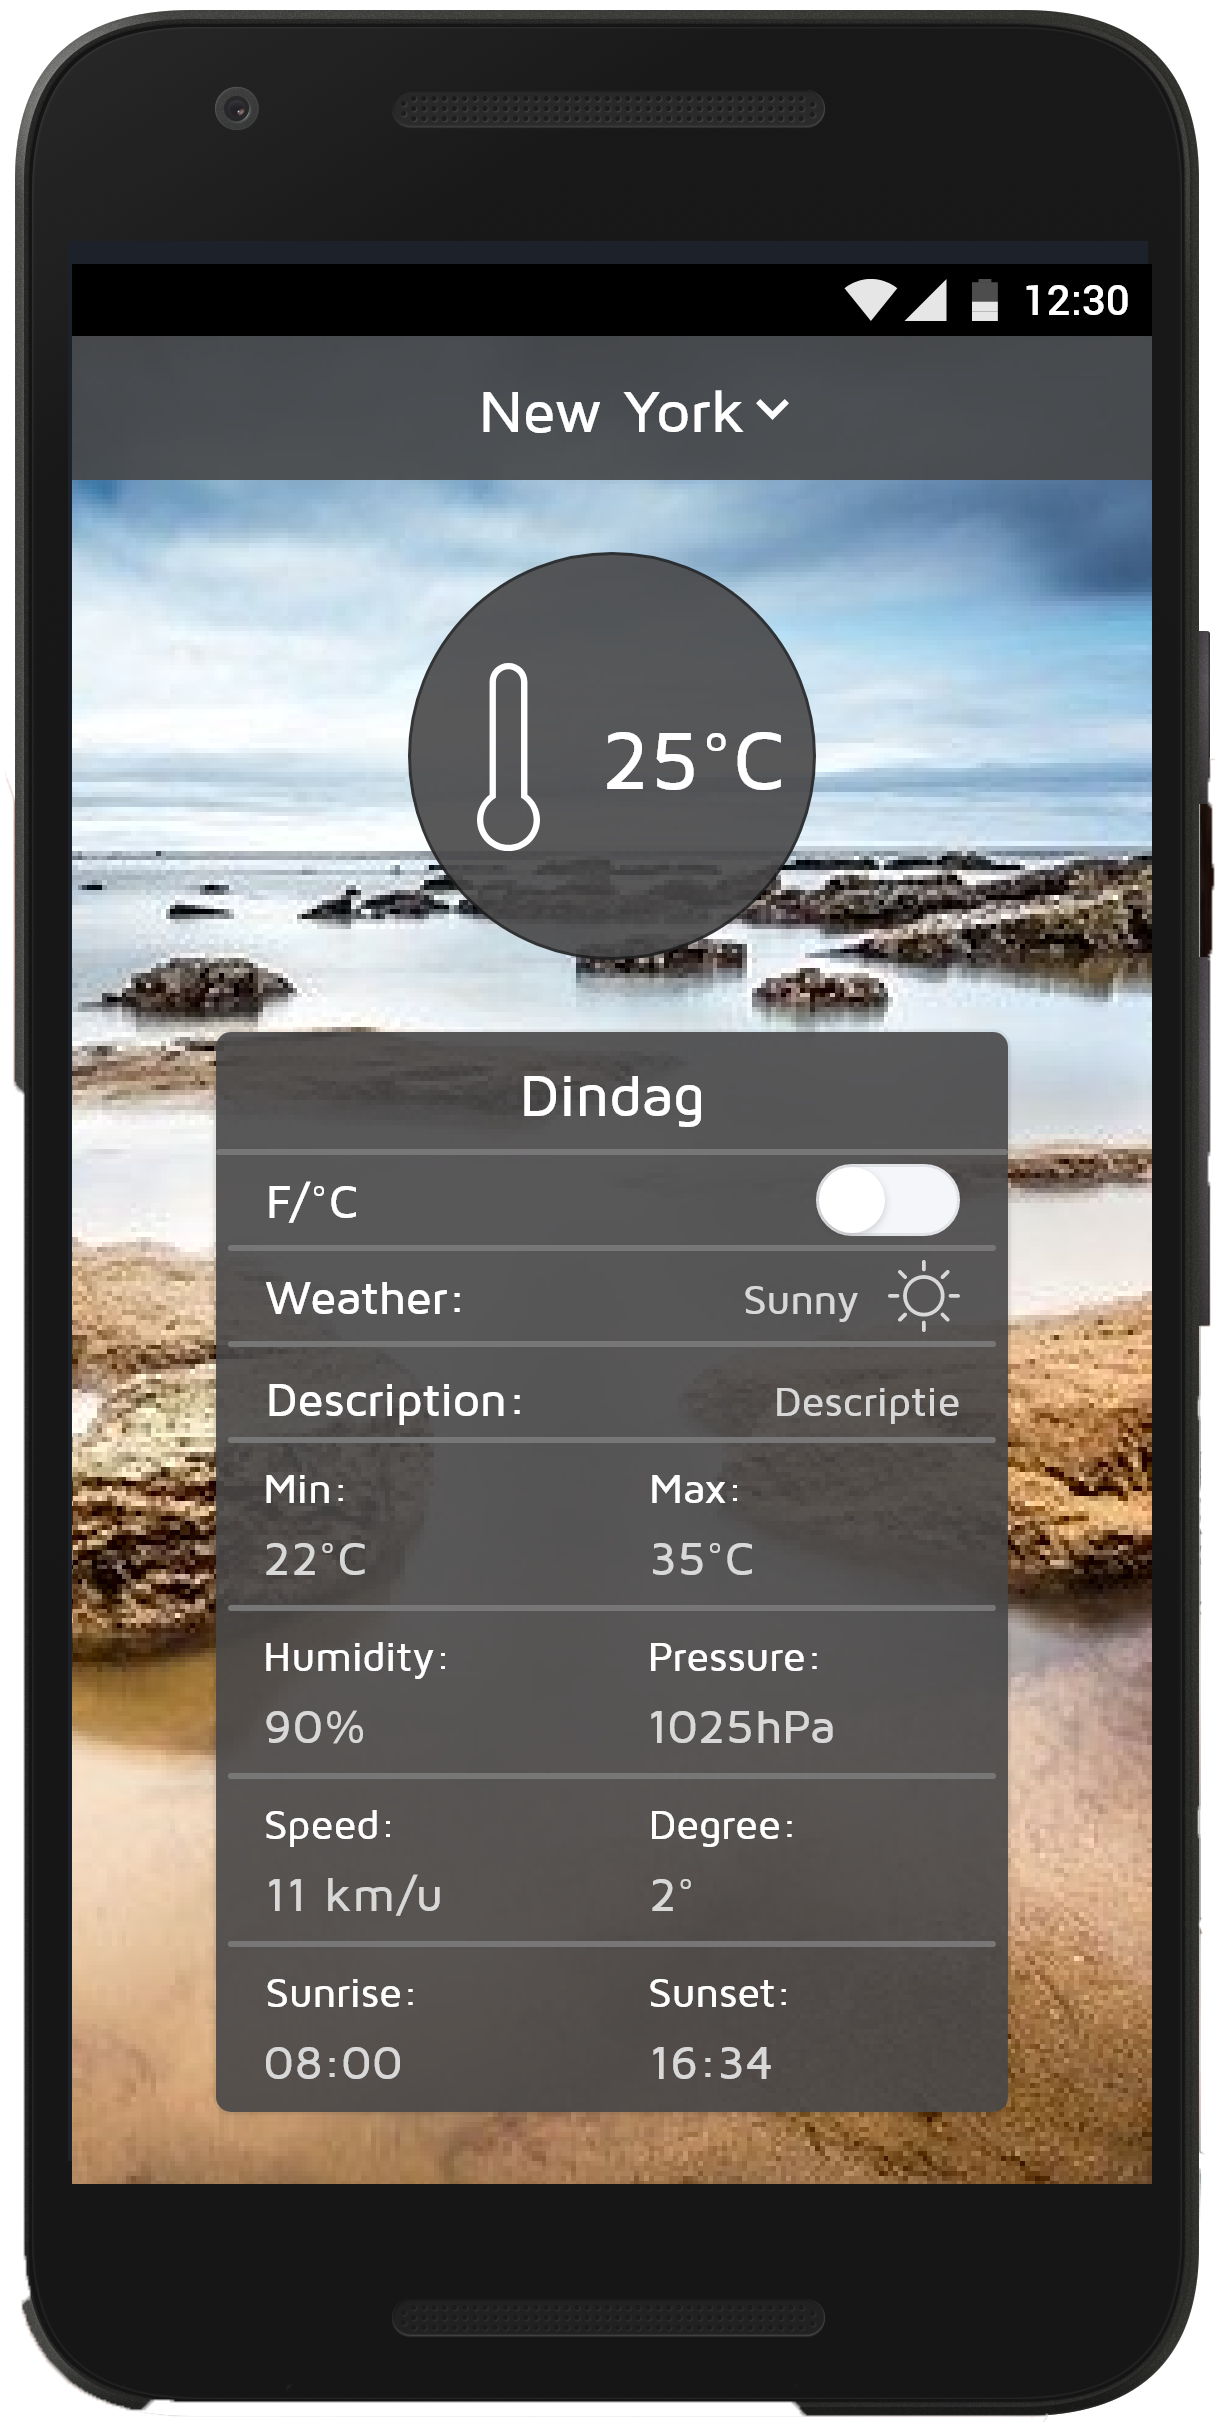 12:30
New York
25°C
Dindag
F/°C
Weather: Sunny
Description: Descriptie
Min: Max:
22°C 35°C
Humidity: Pressure:
90% 1025hPa
Speed: Degree:
11 km/u 2°
Sunrise: Sunset:
08:00 16:34